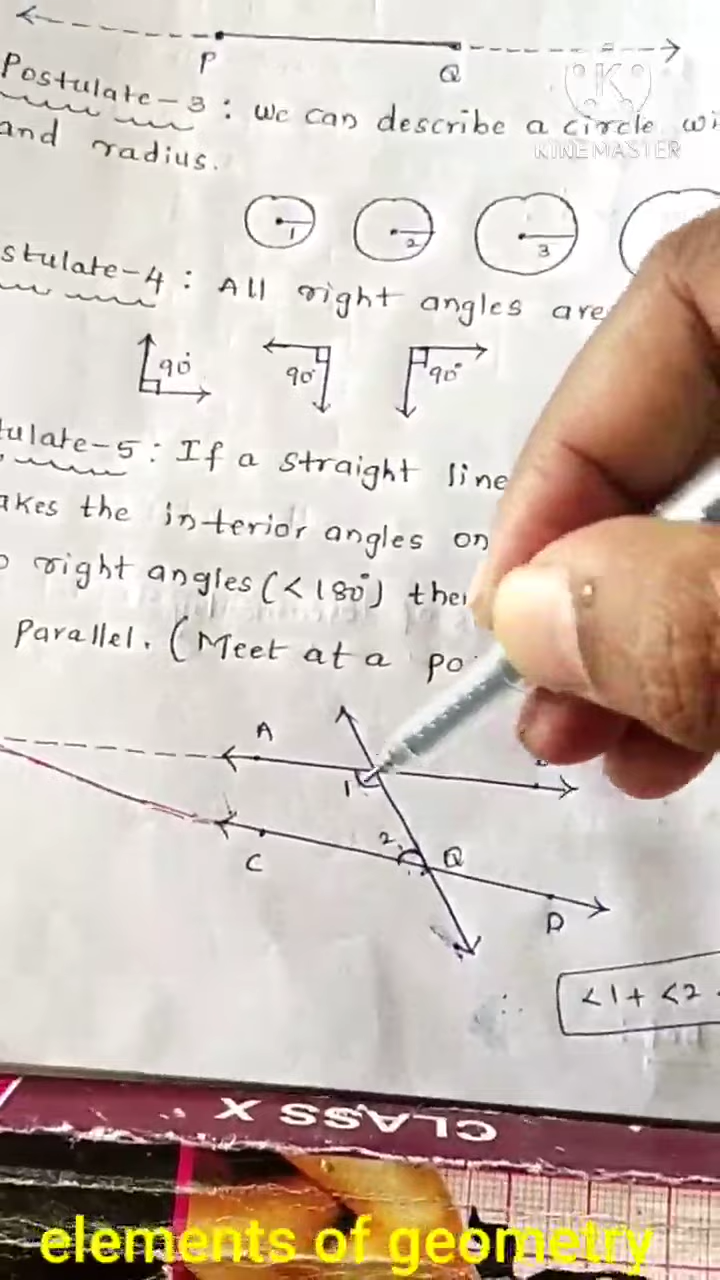 P Q
Postulate-3: we can describe a circle
and radius.
KINEMASTER
1 2 3
stulate-4: All right angles are
90° 90° 90°
tulate-5: If a straight line
akes the interior angles on
o right angles (<180°) then
Parallel. (Meet at a po
A
1
2 Q
C
D
∴ <1+ <2
CLASS X
elements of geometry